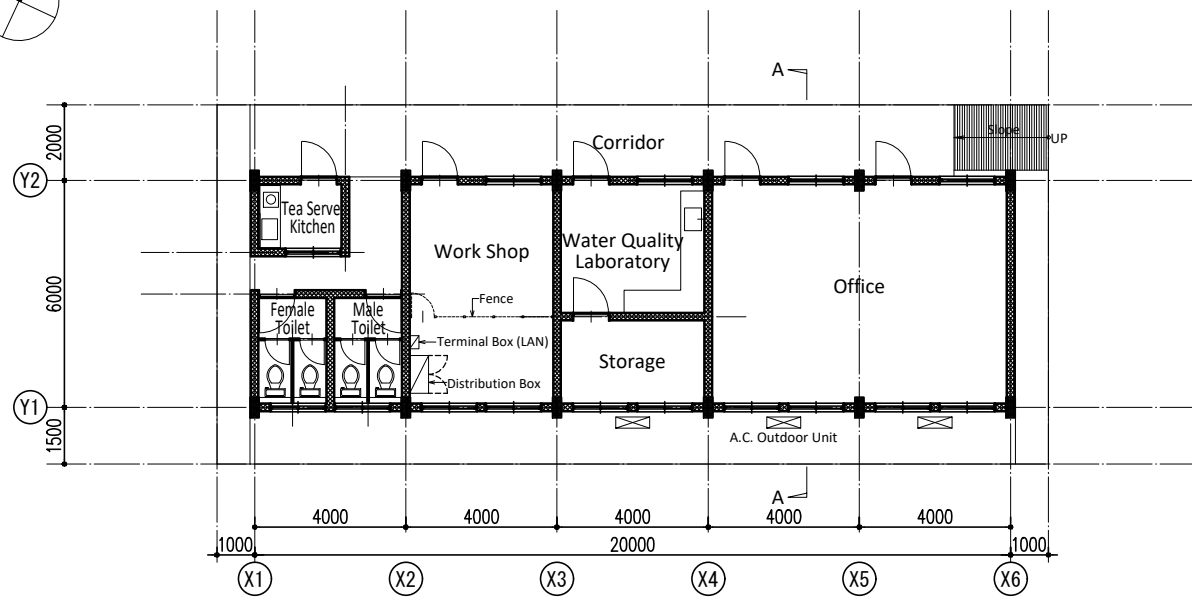 A
2000
Corridor
Slope
UP
Y2
Tea Serve
Kitchen
Work Shop
Water Quality
Laboratory
Office
6000
Fence
Female
Toilet
Male
Toilet
Terminal Box (LAN)
Storage
Distribution Box
Y1
1500
A.C. Outdoor Unit
A
4000
4000
4000
4000
4000
1000
20000
1000
X1
X2
X3
X4
X5
X6